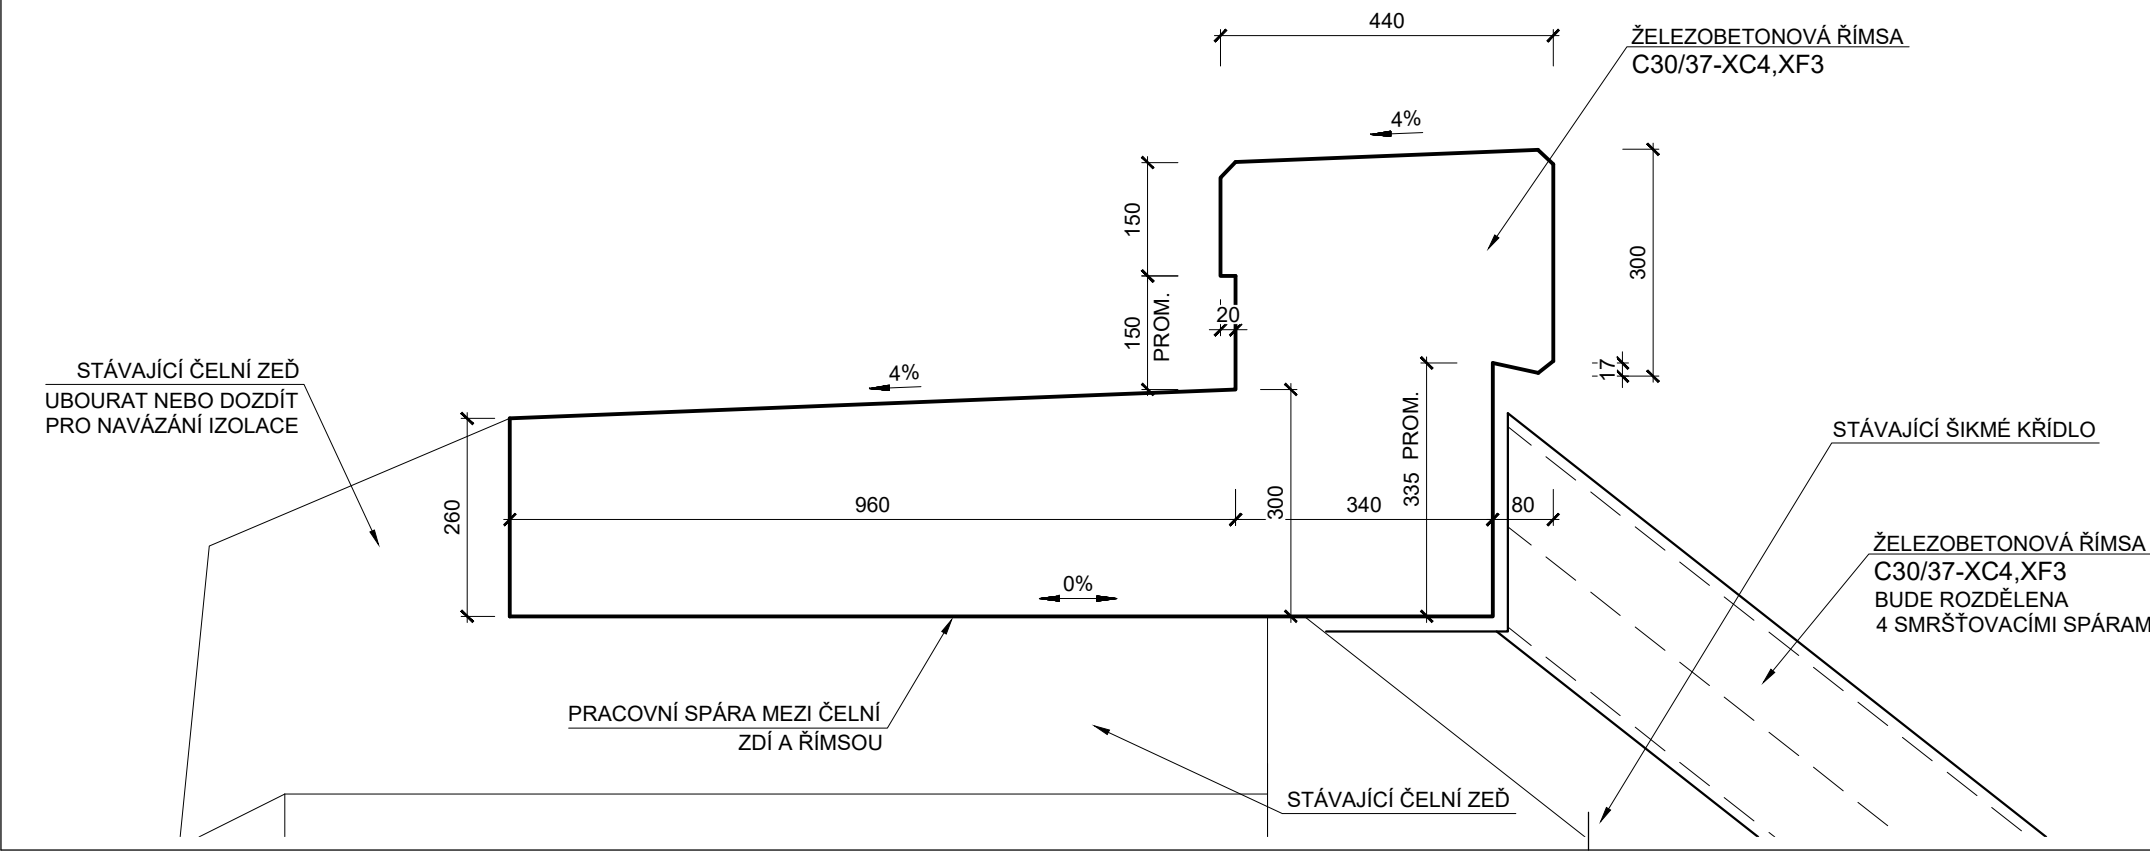 440
ŽELEZOBETONOVÁ ŘÍMSA
C30/37-XC4,XF3
4%
150
300
20
150
PROM.
17
4%
STÁVAJÍCÍ ČELNÍ ZEĎ
UBOURAT NEBO DOZDÍT
PRO NAVÁZÁNÍ IZOLACE
335 PROM.
STÁVAJÍCÍ ŠIKMÉ KŘÍDLO
260
960
300
340
80
ŽELEZOBETONOVÁ ŘÍMSA
C30/37-XC4,XF3
BUDE ROZDĚLENA
4 SMRŠŤOVACÍMI SPÁRAM
0%
PRACOVNÍ SPÁRA MEZI ČELNÍ
ZDÍ A ŘÍMSOU
STÁVAJÍCÍ ČELNÍ ZEĎ